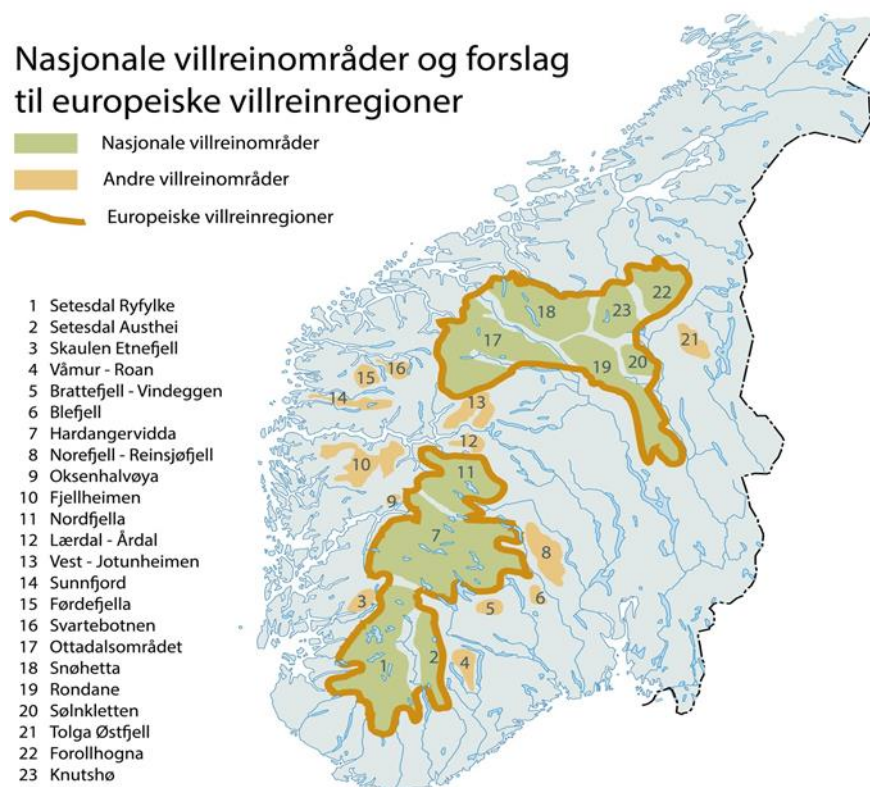 Nasjonale villreinområder og forslag
til europeiske villreinregioner
Nasjonale villreinområder
Andre villreinområder
Europeiske villreinregioner
1 Setesdal Ryfylke
2 Setesdal Austhei
3 Skaulen Etnefjell
4 Våmur - Roan
5 Brattefjell - Vindeggen
6 Blefjell
7 Hardangervidda
8 Norefjell - Reinsjøfjell
9 Oksenhalvøya
10 Fjellheimen
11 Nordfjella
12 Lærdal - Årdal
13 Vest - Jotunheimen
14 Sunnfjord
15 Førdefjella
16 Svartebotnen
17 Ottadalsområdet
18 Snøhetta
19 Rondane
20 Sølnkletten
21 Tolga Østfjell
22 Forollhogna
23 Knutshø
22
18
23
17
21
20
19
16
15
14
13
12
10
11
9
7
8
6
3
5
4
2
1